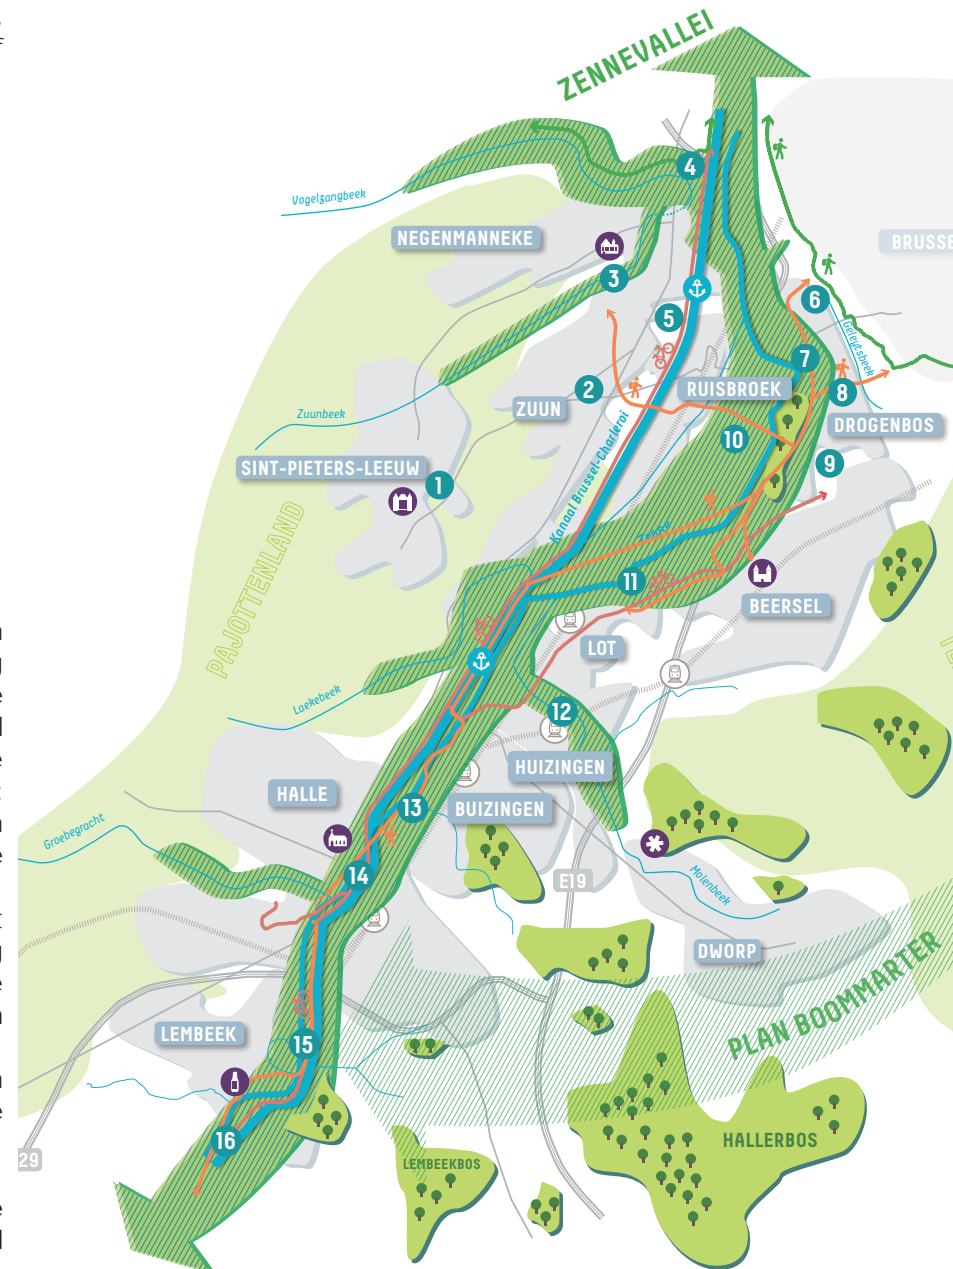 ZENNEVALLEI
4
Vogelzangbeek
NEGENMANNEKE
BRUSSE
3
6
5
Geleytsbeek
7
2
RUISBROEK
8
ZUUN
Zuunbeek
DROGENBOS
10
Kanaal Brussel-Charleroi
SINT-PIETERS-LEEUW
9
1
PAJOTTENLAND
Zenne
11
BEERSEL
LOT
Laekebeek
12
HUIZINGEN
HALLE
13
BUIZINGEN
Groebegracht
14
E19
Molenbeek
DWORP
PLAN BOOMMARTER
LEMBEEK
15
16
HALLERBOS
29
LEMBEEKBOS